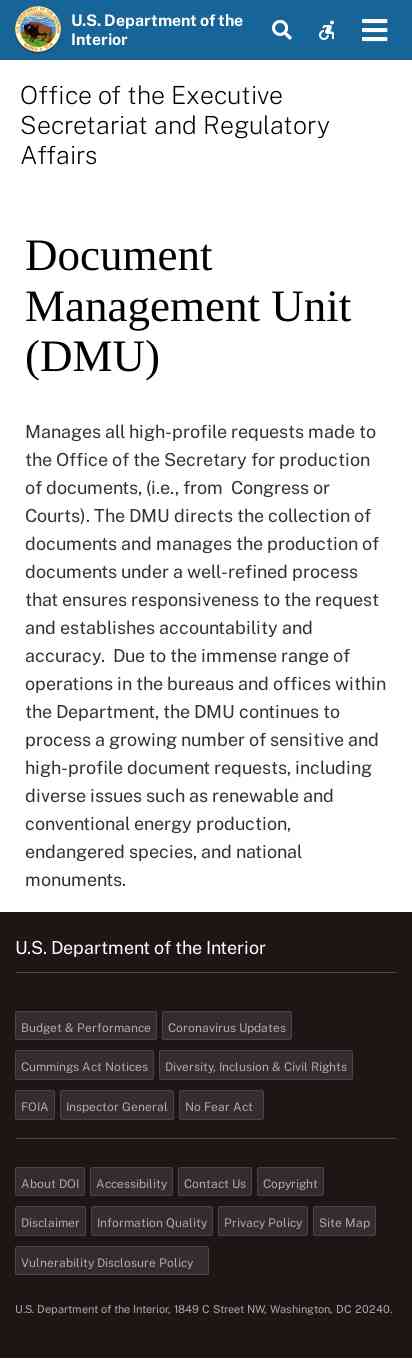 U.S. Department of the
Interior
Office of the Executive
Secretariat and Regulatory
Affairs
Document
Management Unit
(DMU)
Manages all high-profile requests made to
the Office of the Secretary for production
of documents, (i.e., from  Congress or
Courts). The DMU directs the collection of
documents and manages the production of
documents under a well-refined process
that ensures responsiveness to the request
and establishes accountability and
accuracy.  Due to the immense range of
operations in the bureaus and offices within
the Department, the DMU continues to
process a growing number of sensitive and
high-profile document requests, including
diverse issues such as renewable and
conventional energy production,
endangered species, and national
monuments.
U.S. Department of the Interior
Budget & Performance Coronavirus Updates
Cummings Act Notices Diversity, Inclusion & Civil Rights
FOIA Inspector General No Fear Act
About DOI Accessibility Contact Us Copyright
Disclaimer Information Quality Privacy Policy Site Map
Vulnerability Disclosure Policy
U.S. Department of the Interior, 1849 C Street NW, Washington, DC 20240.